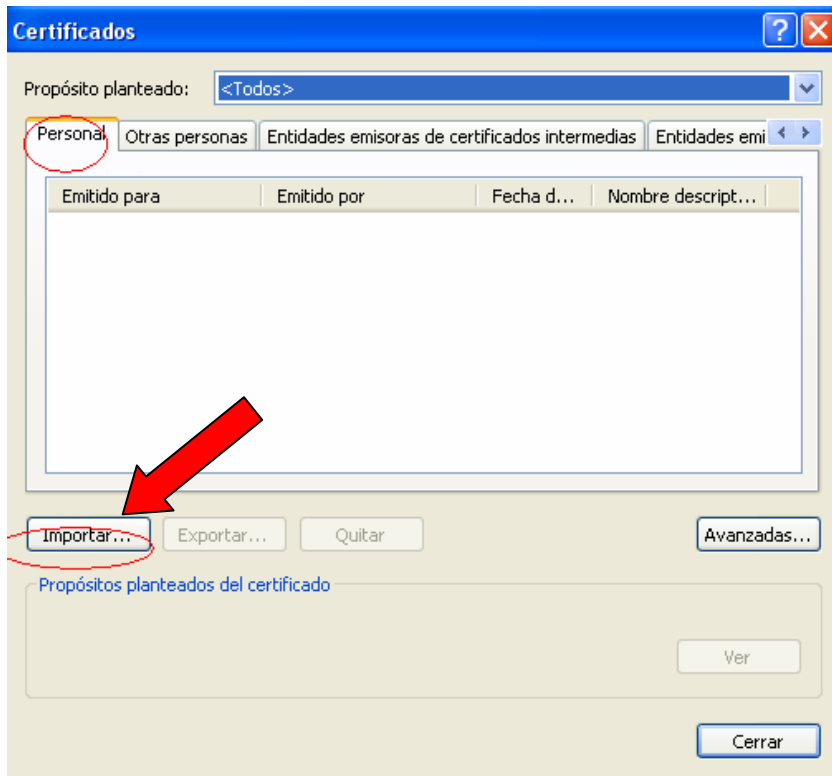 Certificados
Propósito planteado: <Todos>
Personal Otras personas Entidades emisoras de certificados intermedias Entidades emi
Emitido para Emitido por Fecha d... Nombre descript...
Importar... Exportar... Quitar Avanzadas...
Propósitos planteados del certificado
Ver
Cerrar